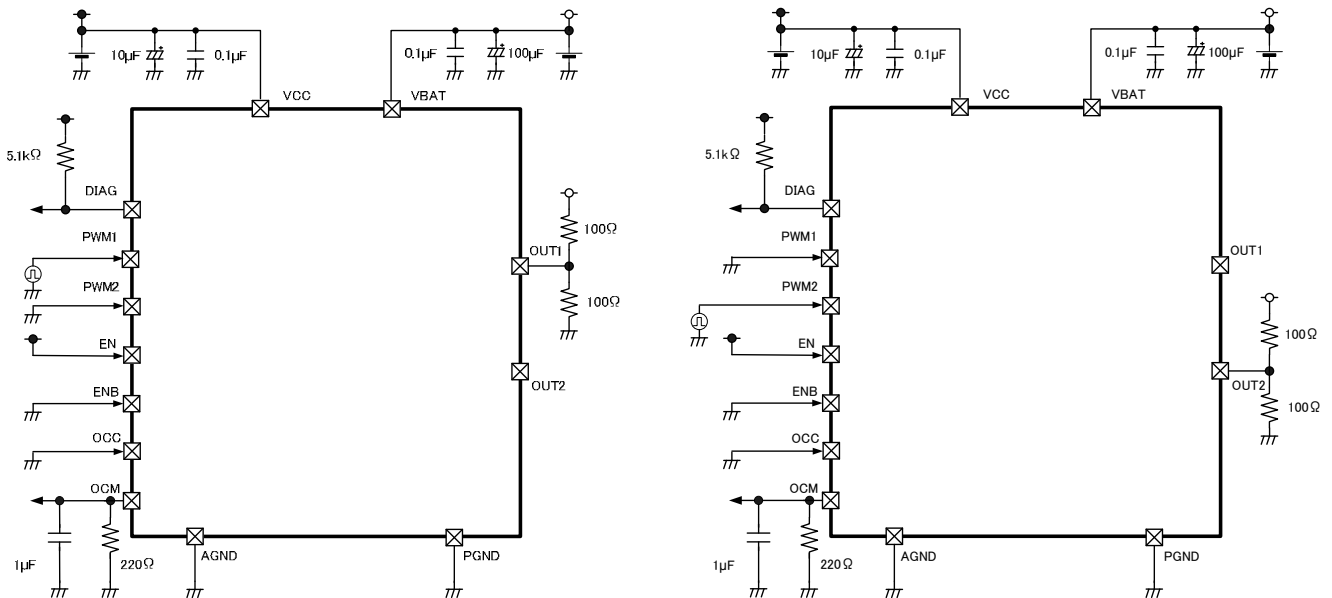 10µF
0.1µF
0.1µF
100µF
VCC
VBAT
5.1kΩ
DIAG
PWM1
PWM2
EN
ENB
OCC
OCM
1µF
220Ω
AGND
PGND
OUT1
100Ω
100Ω
OUT2
10µF
0.1µF
0.1µF
100µF
VCC
VBAT
5.1kΩ
DIAG
PWM1
PWM2
EN
ENB
OCC
OCM
1µF
220Ω
AGND
PGND
OUT1
OUT2
100Ω
100Ω